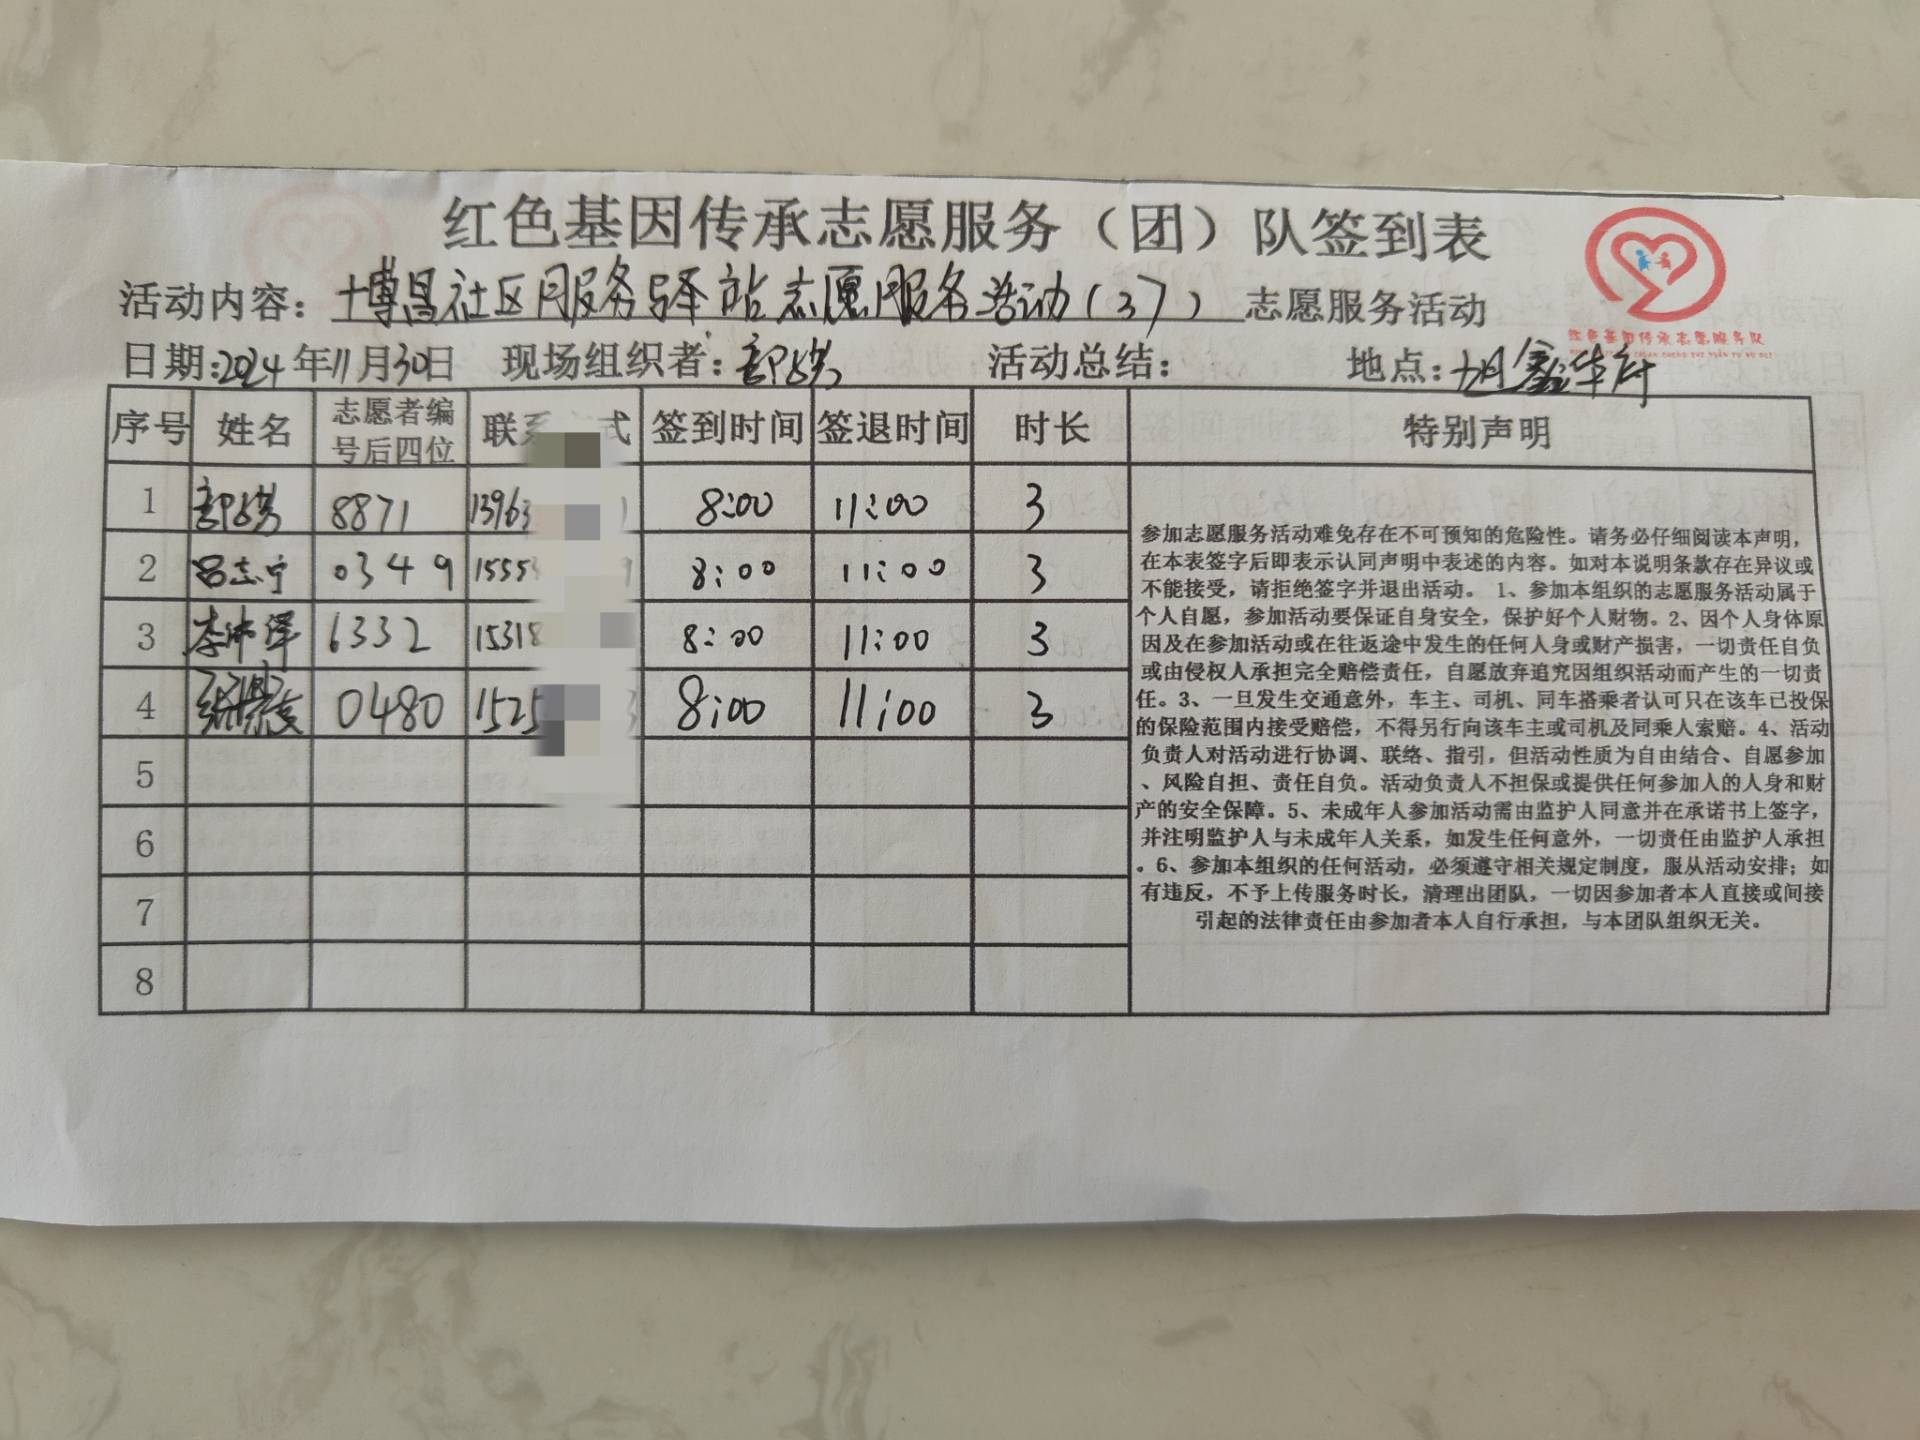 红色基因传承志愿服务（团）队签到表
活动内容：博昌社区服务驿站志愿服务活动（37）志愿服务活动
红色基因传承志愿服务队
日期：2024年11月30日 现场组织者： 活动总结： 地点：鑫华府
序号 姓名 志愿者编号后四位 联系 式 签到时间 签退时间 时长 特别声明
1 8871 13963 1 8:00 11:00 3
2 吕志宁 0349 1555 9 8:00 11:00 3
3 李沛泽 6332 15318 8:00 11:00 3
4 0480 1525 3 8:00 11:00 3
5
6
7
8
参加志愿服务活动难免存在不可预知的危险性。请务必仔细阅读本声明，
在本表签字后即表示认同声明中表述的内容。如对本说明条款存在异议或
不能接受，请拒绝签字并退出活动。 1、参加本组织的志愿服务活动属于
个人自愿，参加活动要保证自身安全，保护好个人财物。2、因个人身体原
因及在参加活动或在往返途中发生的任何人身或财产损害，一切责任自负
或由侵权人承担完全赔偿责任，自愿放弃追究因组织活动而产生的一切责
任。3、一旦发生交通意外，车主、司机、同车搭乘者认可只在该车已投保
的保险范围内接受赔偿，不得另行向该车主或司机及同乘人索赔。4、活动
负责人对活动进行协调、联络、指引，但活动性质为自由结合、自愿参加
、风险自担、责任自负。活动负责人不担保或提供任何参加人的人身和财
产的安全保障。5、未成年人参加活动需由监护人同意并在承诺书上签字，
并注明监护人与未成年人关系，如发生任何意外，一切责任由监护人承担
。6、参加本组织的任何活动，必须遵守相关规定制度，服从活动安排；如
有违反，不予上传服务时长，清理出团队，一切因参加者本人直接或间接
引起的法律责任由参加者本人自行承担，与本团队组织无关。